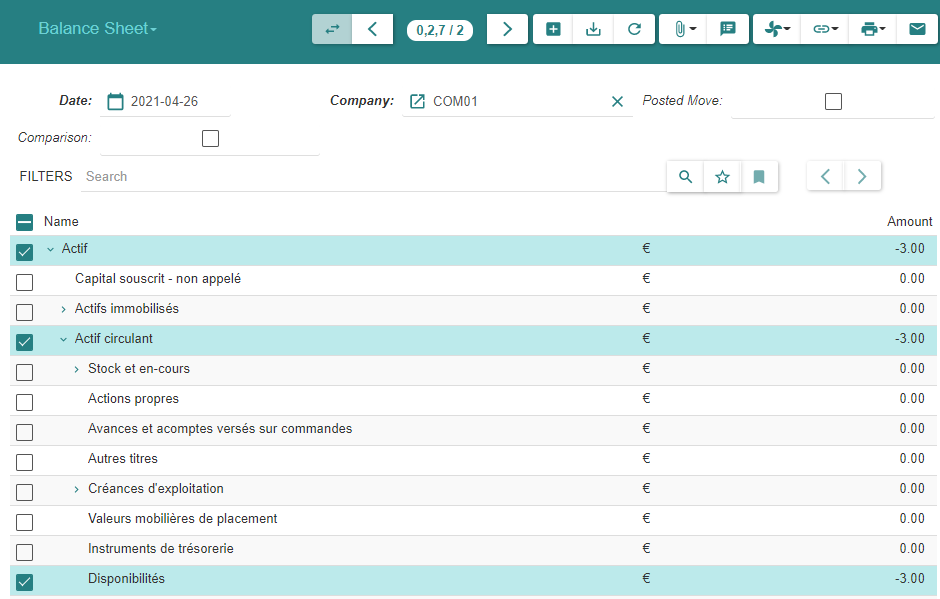 Balance Sheet
0,2,7 / 2
Date: 2021-04-26 Company: COM01 Posted Move:
Comparison:
FILTERS Search
Name Amount
Actif € -3.00
Capital souscrit - non appelé € 0.00
Actifs immobilisés € 0.00
Actif circulant € -3.00
Stock et en-cours € 0.00
Actions propres € 0.00
Avances et acomptes versés sur commandes € 0.00
Autres titres € 0.00
Créances d'exploitation € 0.00
Valeurs mobilières de placement € 0.00
Instruments de trésorerie € 0.00
Disponibilités € -3.00